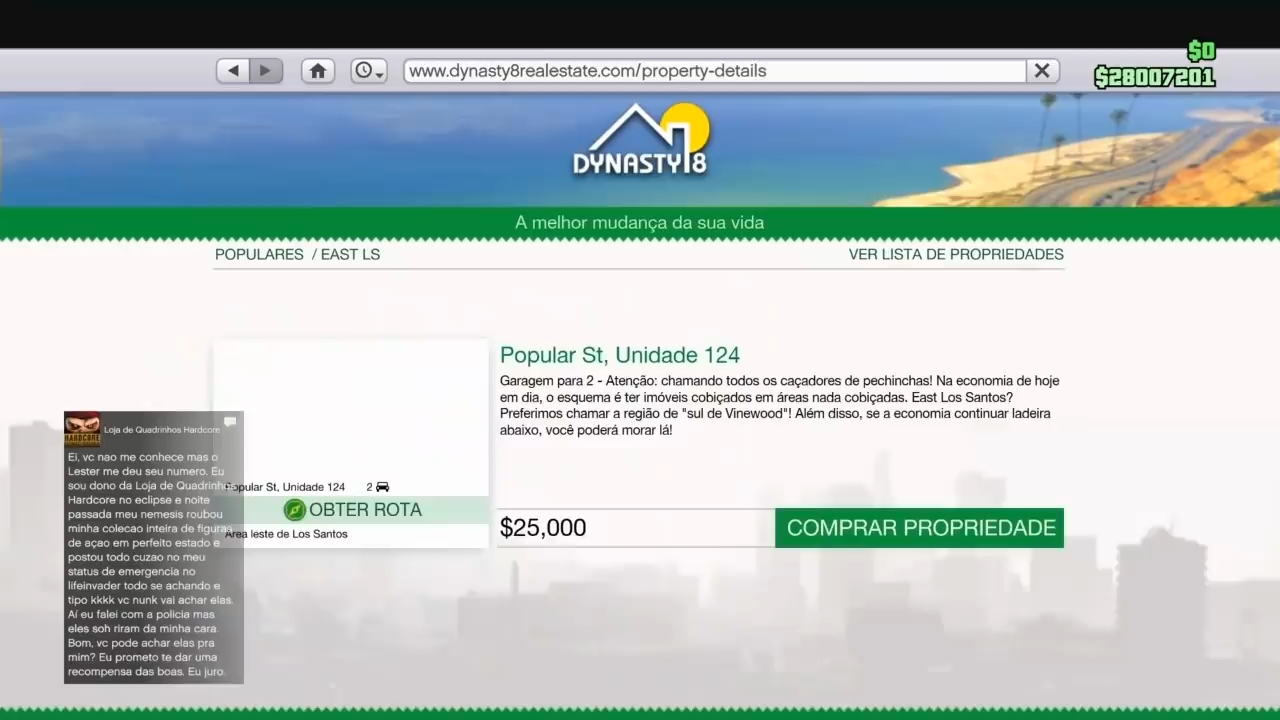 www.dynasty8realestate.com/property-details
$0
$28007201
DYNASTY 8
A melhor mudança da sua vida
POPULARES / EAST LS
VER LISTA DE PROPRIEDADES
Popular St, Unidade 124
Garagem para 2 - Atenção: chamando todos os caçadores de pechinchas! Na economia de hoje
em dia, o esquema é ter imóveis cobiçados em áreas nada cobiçadas. East Los Santos?
Preferimos chamar a região de "sul de Vinewood"! Além disso, se a economia continuar ladeira
abaixo, você poderá morar lá!
Popular St, Unidade 124 2
OBTER ROTA
Área leste de Los Santos
$25,000
COMPRAR PROPRIEDADE
HARDCORE
Loja de Quadrinhos Hardcore
Ei, vc nao me conhece mas o
Lester me deu seu numero. Eu
sou dono da Loja de Quadrinhos
Hardcore no eclipse e noite
passada meu nemesis roubou
minha colecao inteira de figuras
de açao em perfeito estado e
postou todo cuzao no meu
status de emergencia no
lifeinvader todo se achando e
tipo kkkk vc nunk vai achar elas.
Aí eu falei com a policia mas
eles soh riram da minha cara.
Bom, vc pode achar elas pra
mim? Eu prometo te dar uma
recompensa das boas. Eu juro.